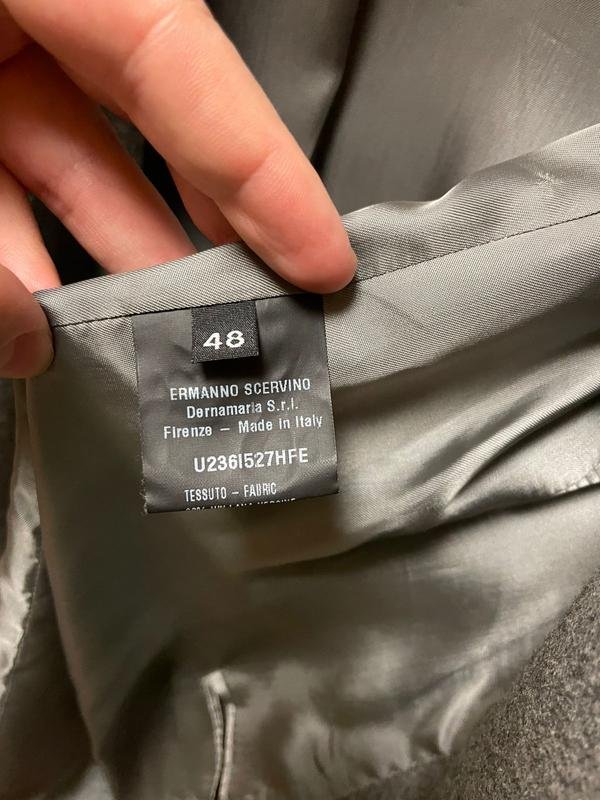 48
ERMANNO SCERVINO
Dernamaria S.r.l.
Firenze – Made in Italy
U236I527HFE
TESSUTO – FABRIC